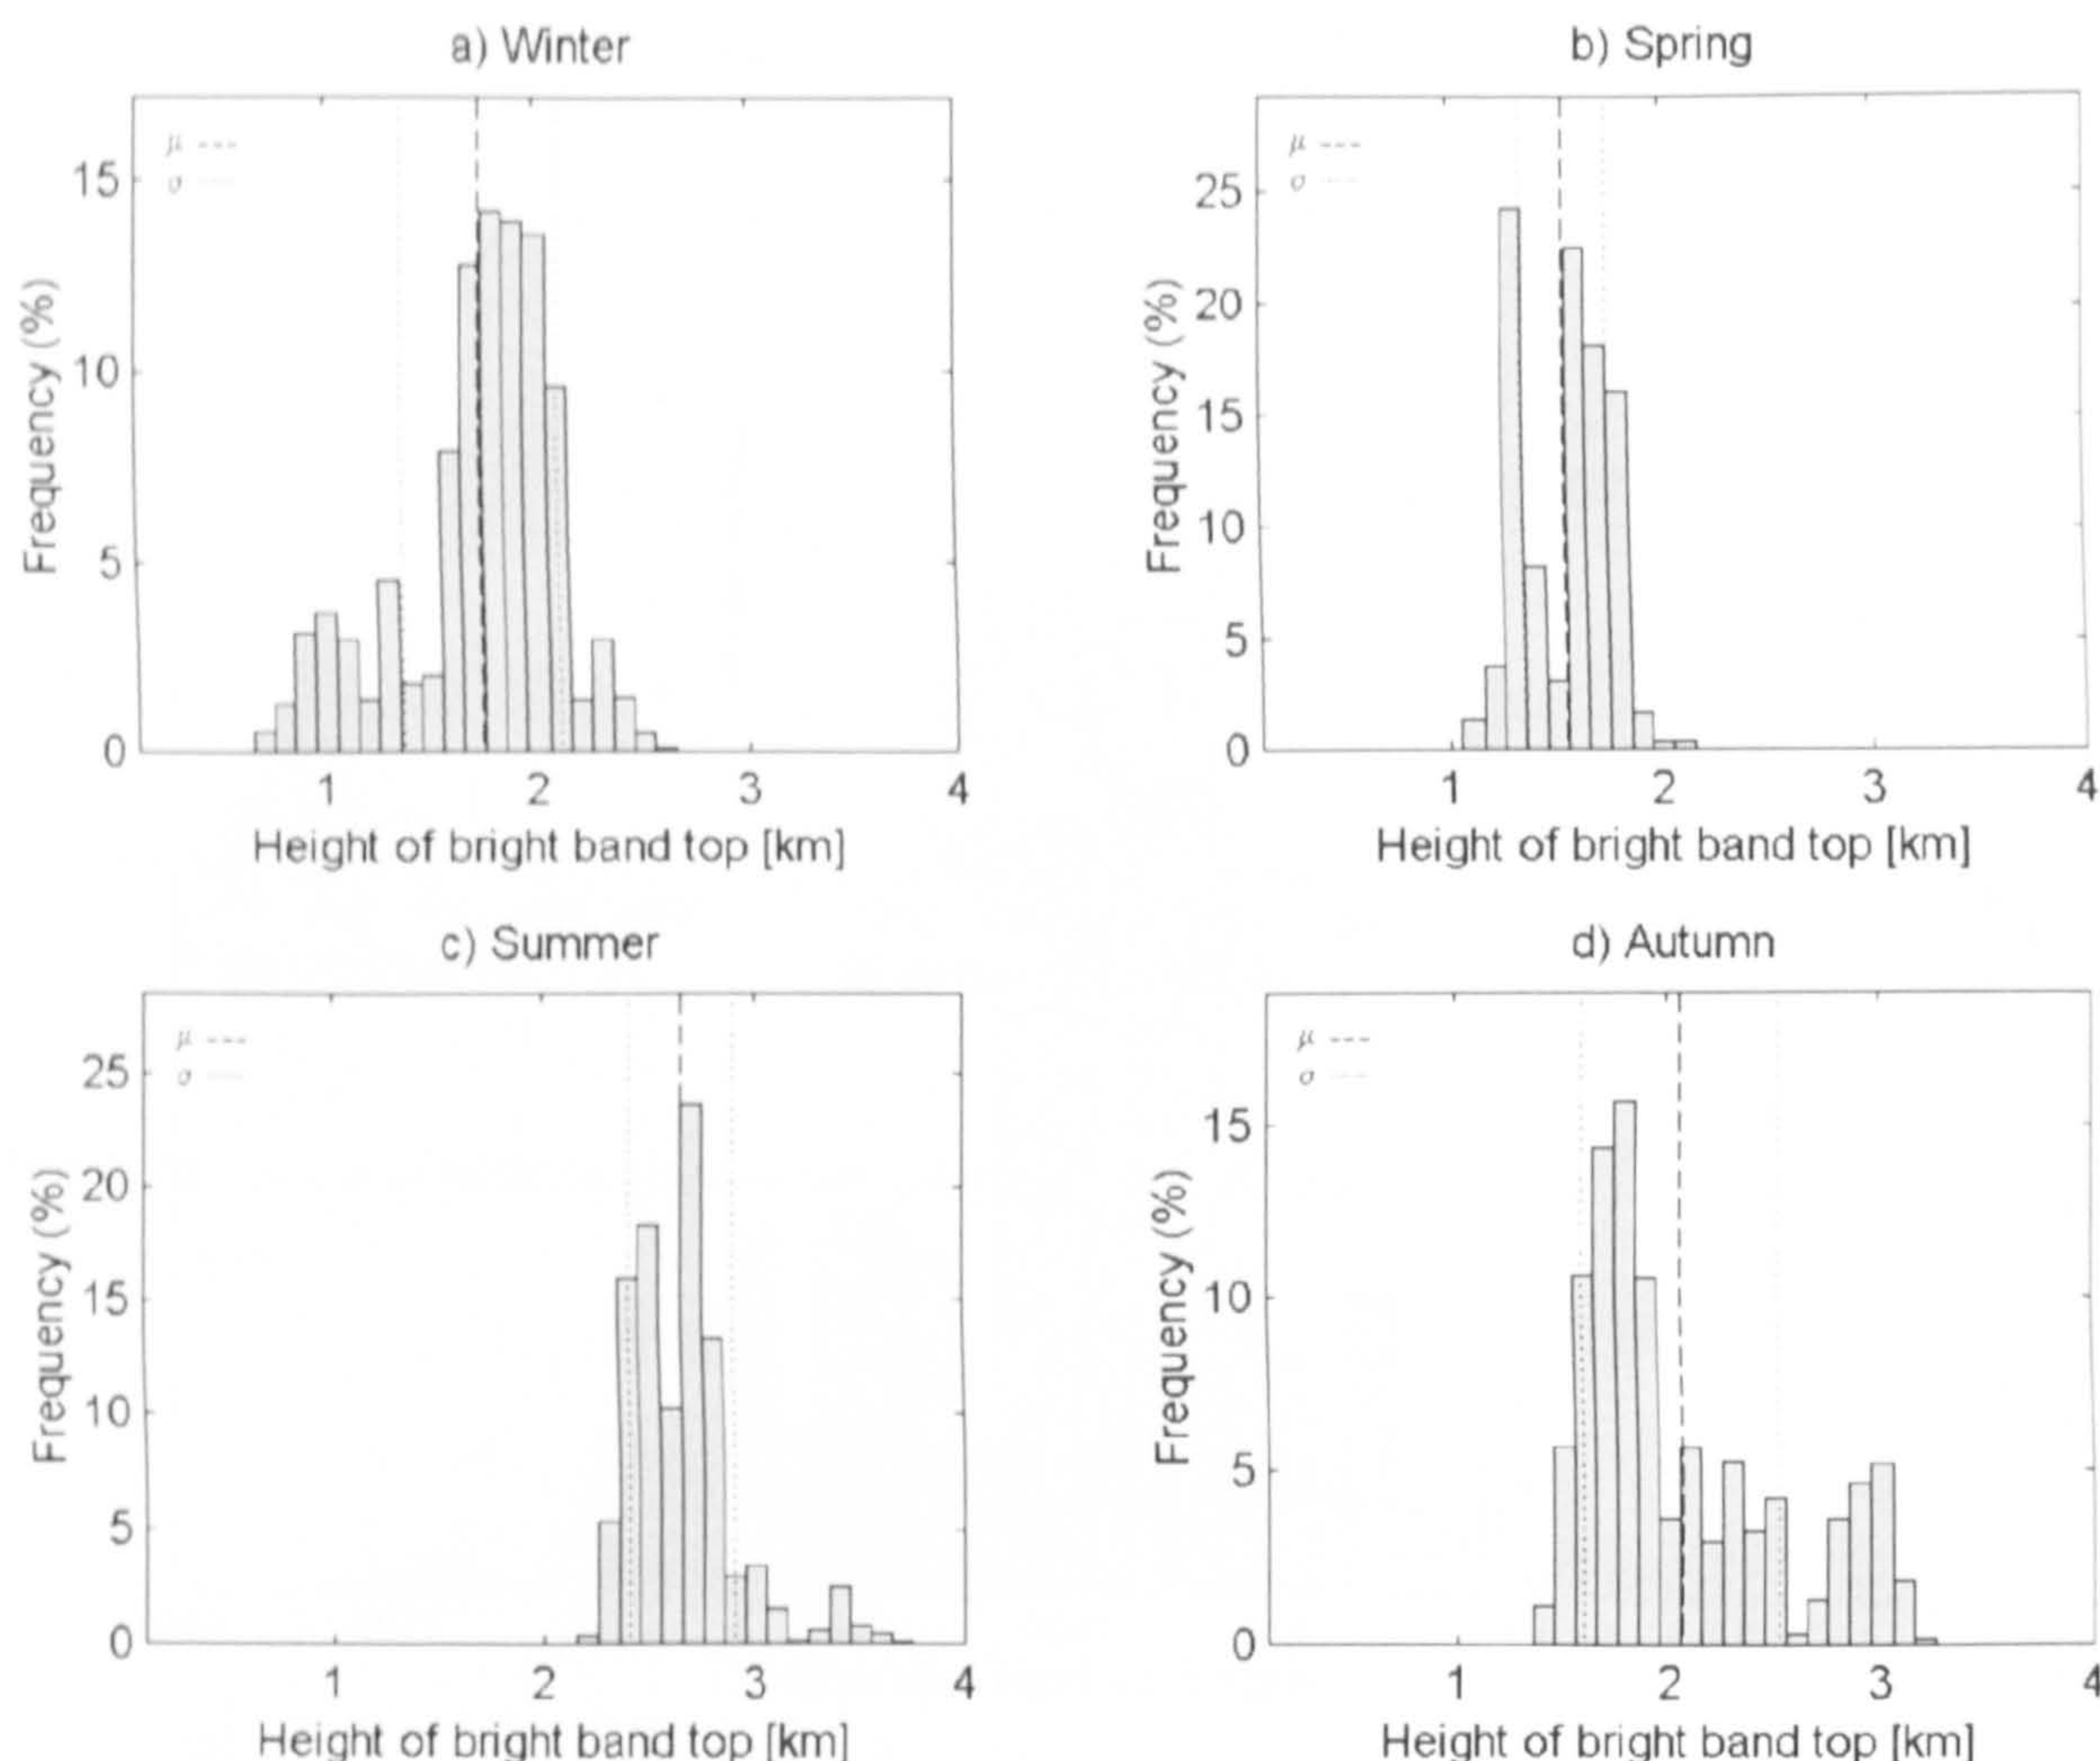 a) Winter
μ
σ
Frequency (%)
15
10
5
0
1 2 3 4
Height of bright band top [km]
b) Spring
μ
σ
Frequency (%)
25
20
15
10
5
0
1 2 3 4
Height of bright band top [km]
c) Summer
μ
σ
Frequency (%)
25
20
15
10
5
0
1 2 3 4
Height of bright band top [km]
d) Autumn
μ
σ
Frequency (%)
15
10
5
0
1 2 3 4
Height of bright band top [km]